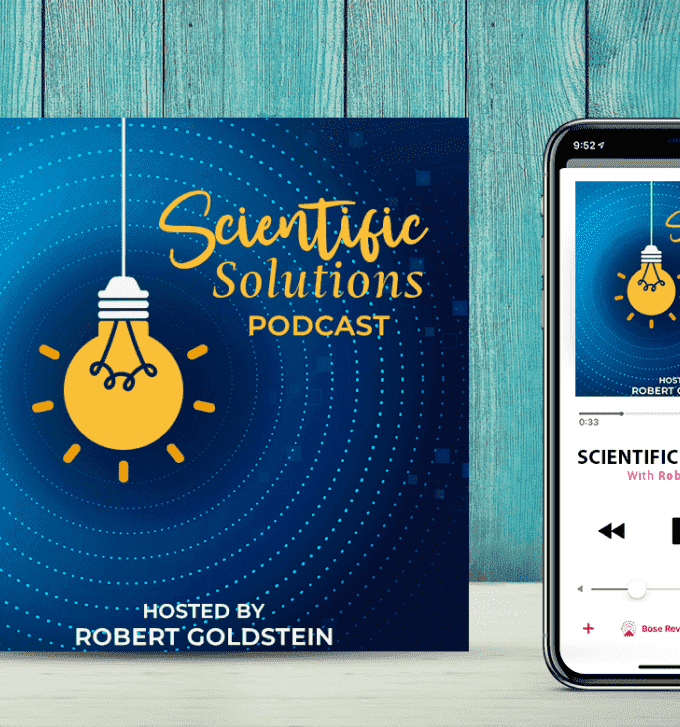 Scientific
Solutions
PODCAST
HOSTED BY
ROBERT GOLDSTEIN
9:52
HOST
ROBERT G
0:33
SCIENTIFIC
With Rob
Bose Rev